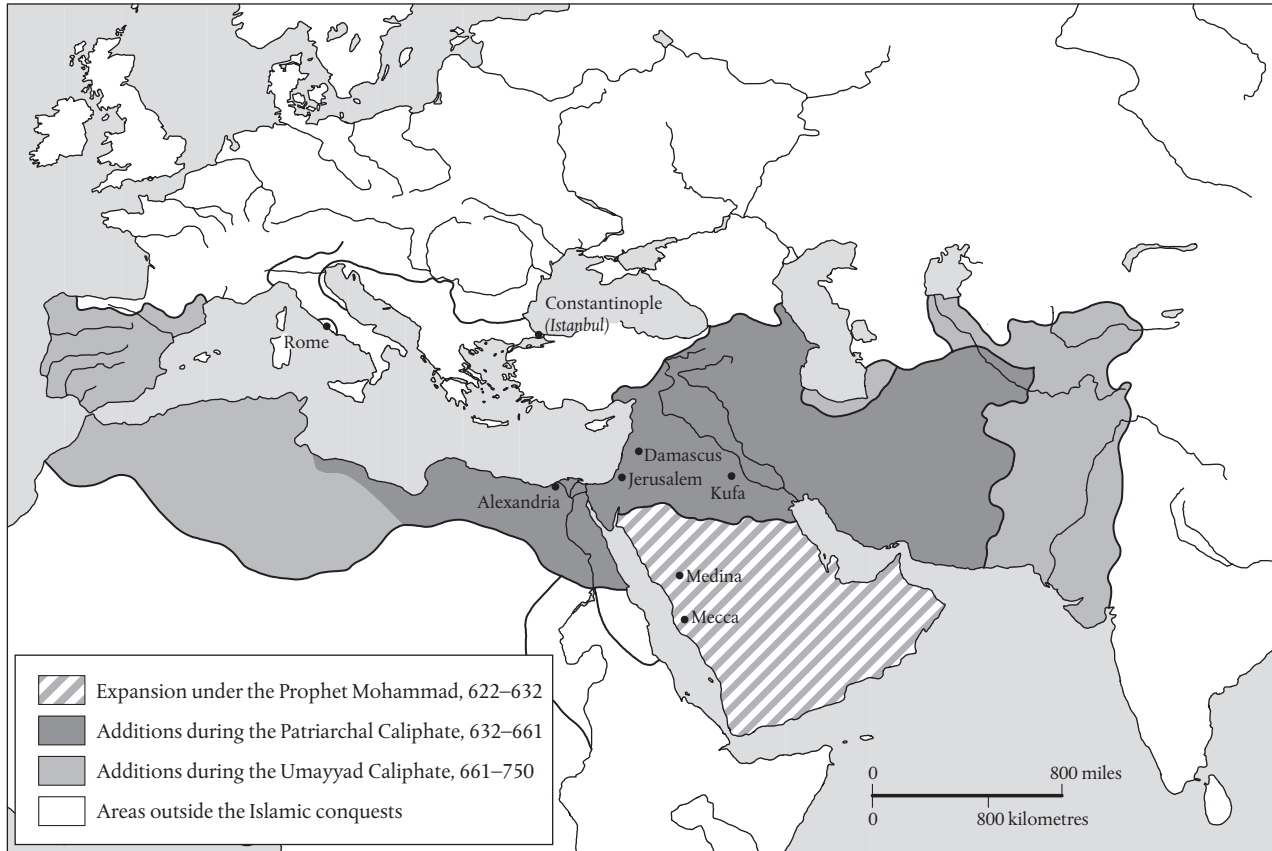 Constantinople
(Istanbul)
Rome
Damascus
Jerusalem
Kufa
Alexandria
Medina
Mecca
Expansion under the Prophet Mohammad, 622–632
Additions during the Patriarchal Caliphate, 632–661
Additions during the Umayyad Caliphate, 661–750
Areas outside the Islamic conquests
0 800 miles
0 800 kilometres